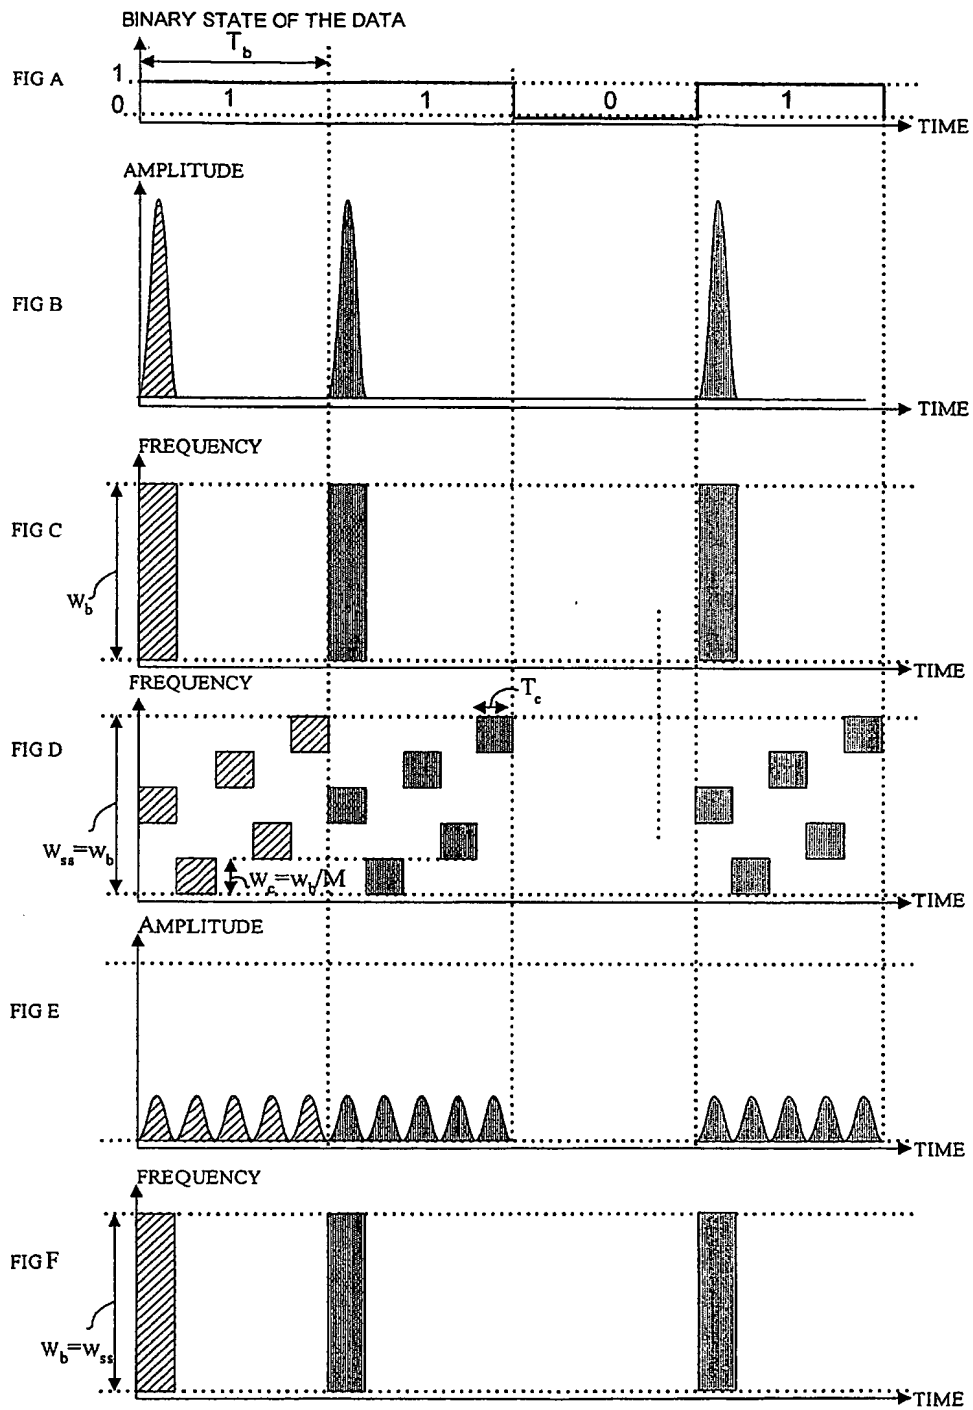 BINARY STATE OF THE DATA
T_b
FIG A
1
0
1
1
0
1
TIME
AMPLITUDE
FIG B
TIME
FREQUENCY
FIG C
W_b
TIME
FREQUENCY
T_c
FIG D
W_ss=W_b
W_c=W_b/M
TIME
AMPLITUDE
FIG E
TIME
FREQUENCY
FIG F
W_b=W_ss
TIME